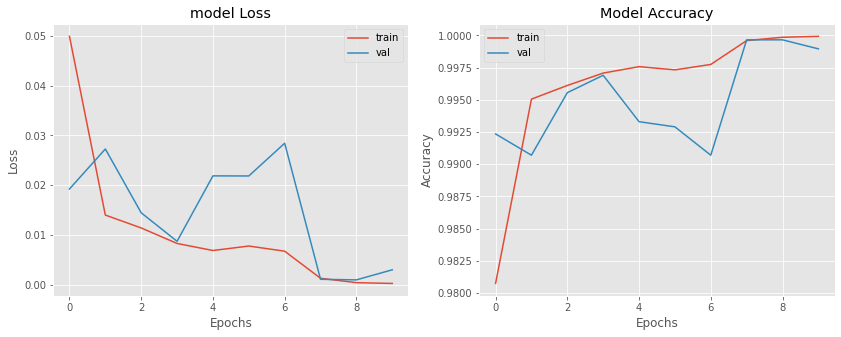 model Loss
train
val
0.05
0.04
0.03
0.02
0.01
0.00
Loss
0 2 4 6 8
Epochs
Model Accuracy
train
val
1.0000
0.9975
0.9950
0.9925
0.9900
0.9875
0.9850
0.9825
0.9800
Accuracy
0 2 4 6 8
Epochs